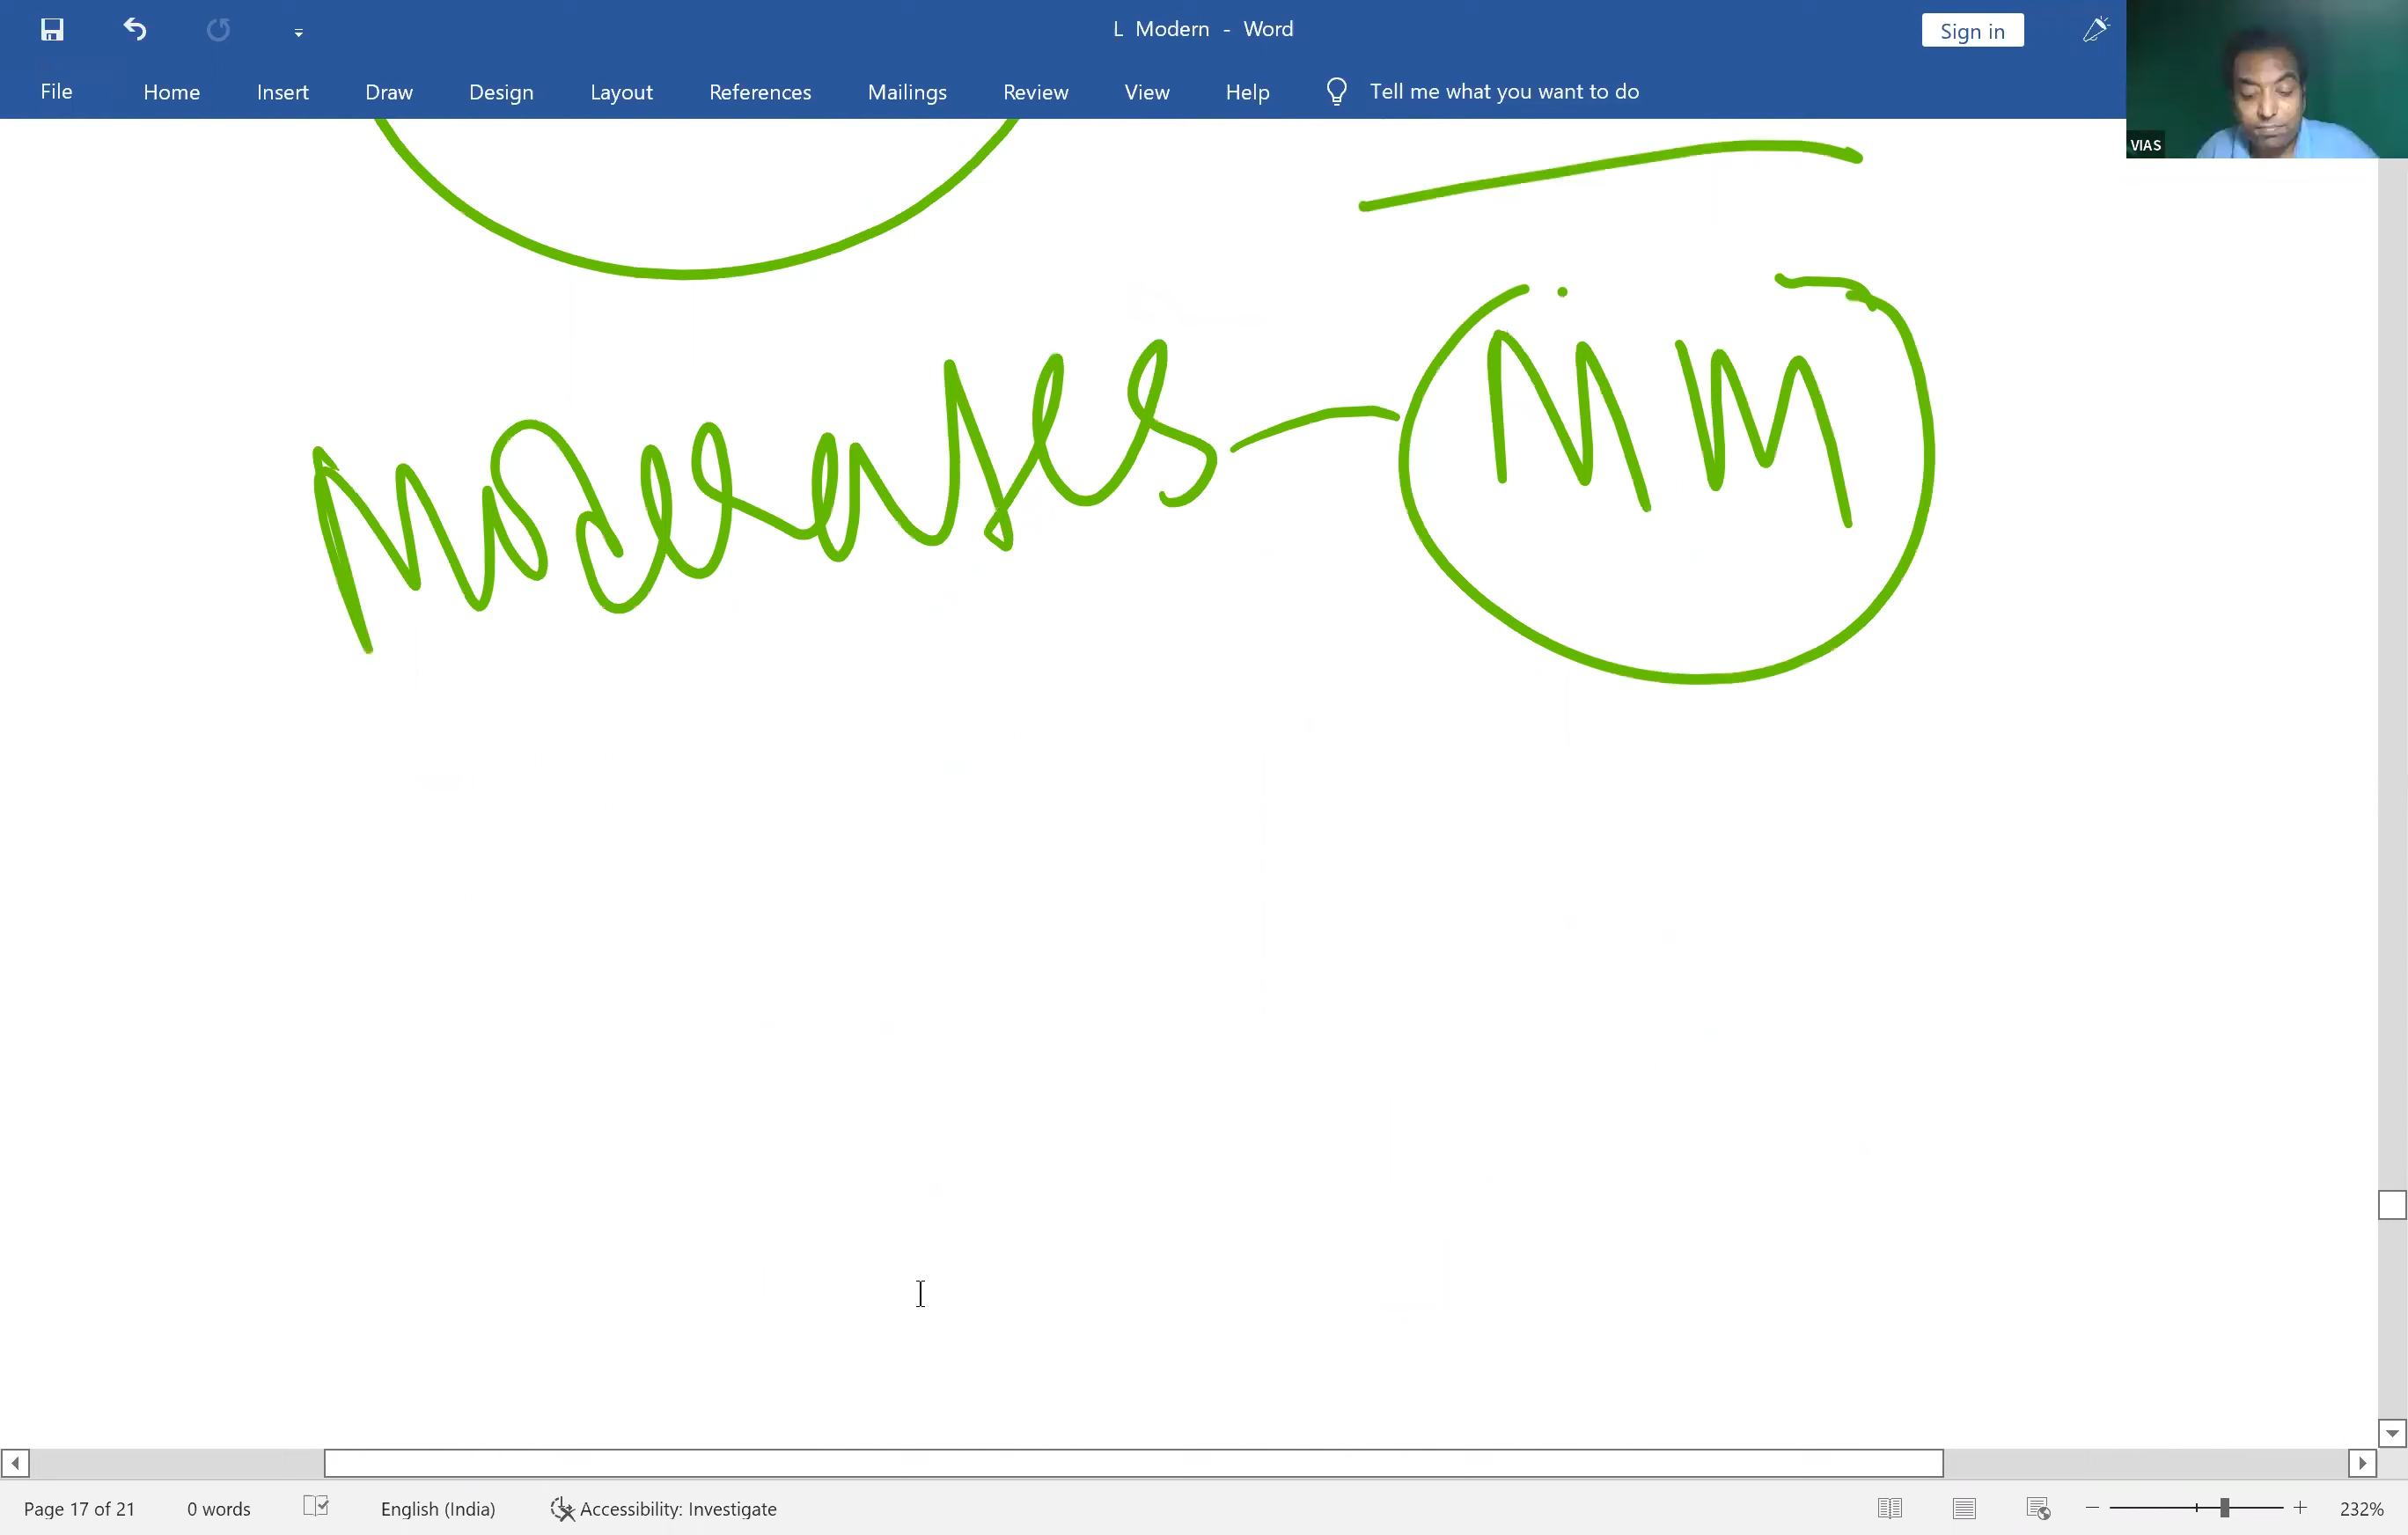 L Modern - Word
Sign in
File Home Insert Draw Design Layout References Mailings Review View Help Tell me what you want to do
VIAS
Moderates - MM
Page 17 of 21 0 words English (India) Accessibility: Investigate 232%